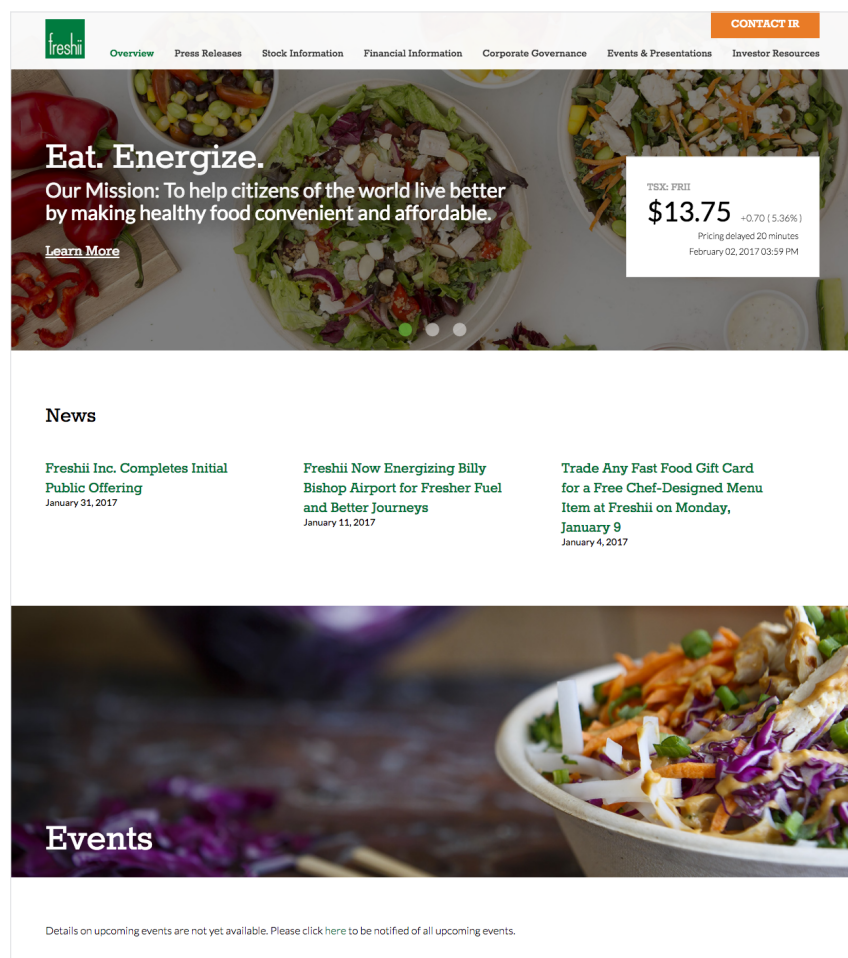 CONTACT IR
freshii
Overview Press Releases Stock Information Financial Information Corporate Governance Events & Presentations Investor Resources
Eat. Energize.
Our Mission: To help citizens of the world live better
by making healthy food convenient and affordable.
Learn More
TSX: FRII
$13.75 +0.70 ( 5.36% )
Pricing delayed 20 minutes
February 02, 2017 03:59 PM
News
Freshii Inc. Completes Initial
Public Offering
January 31, 2017
Freshii Now Energizing Billy
Bishop Airport for Fresher Fuel
and Better Journeys
January 11, 2017
Trade Any Fast Food Gift Card
for a Free Chef-Designed Menu
Item at Freshii on Monday,
January 9
January 4, 2017
Events
Details on upcoming events are not yet available. Please click here to be notified of all upcoming events.